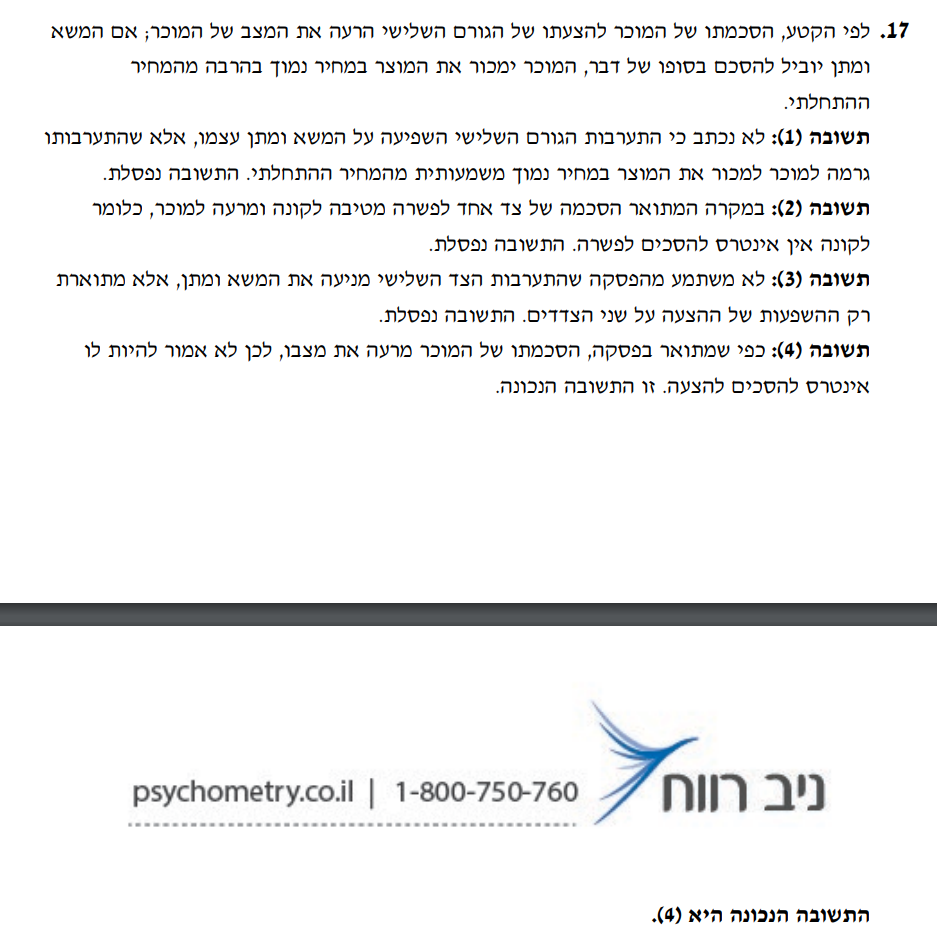 17. לפי הקטע, הסכמתו של המוכר להצעתו של הגורם השלישי הרעה את המצב של המוכר; אם המשא
ומתן יוביל להסכם בסופו של דבר, המוכר ימכור את המוצר במחיר נמוך בהרבה מהמחיר
ההתחלתי.
תשובה (1): לא נכתב כי התערבות הגורם השלישי השפיעה על המשא ומתן עצמו, אלא שהתערבותו
גרמה למוכר למכור את המוצר במחיר נמוך משמעותית מהמחיר ההתחלתי. התשובה נפסלת.
תשובה (2): במקרה המתואר הסכמה של צד אחד לפשרה מטיבה לקונה ומרעה למוכר, כלומר
לקונה אין אינטרס להסכים לפשרה. התשובה נפסלת.
תשובה (3): לא משתמע מהפסקה שהתערבות הצד השלישי מניעה את המשא ומתן, אלא מתוארת
רק ההשפעות של ההצעה על שני הצדדים. התשובה נפסלת.
תשובה (4): כפי שמתואר בפסקה, הסכמתו של המוכר מרעה את מצבו, לכן לא אמור להיות לו
אינטרס להסכים להצעה. זו התשובה הנכונה.
ניב רווח
psychometry.co.il | 1-800-750-760
התשובה הנכונה היא (4).